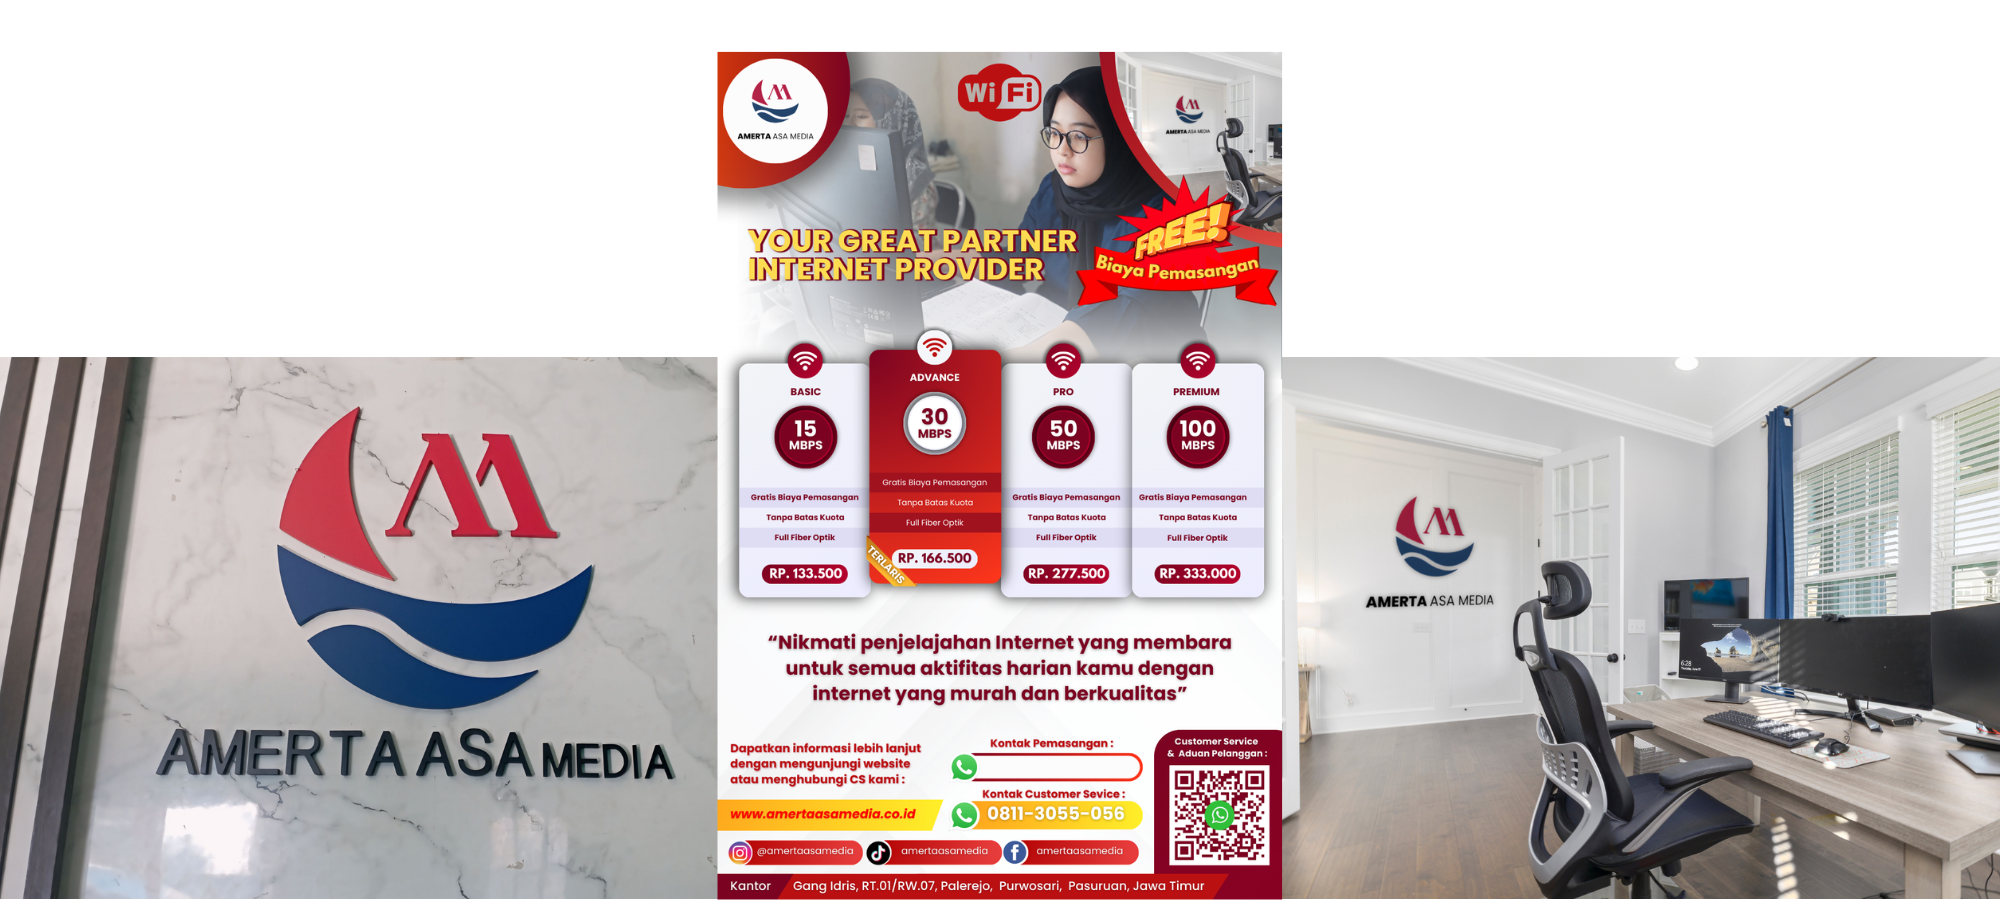 AMERTA ASA MEDIA
M
AMERTA ASA MEDIA
WiFi
M
AMERTA ASA MEDIA
YOUR GREAT PARTNER
INTERNET PROVIDER
FREE!
Biaya Pemasangan
BASIC
15
MBPS
Gratis Biaya Pemasangan
Tanpa Batas Kuota
Full Fiber Optik
RP. 133.500
ADVANCE
30
MBPS
Gratis Biaya Pemasangan
Tanpa Batas Kuota
Full Fiber Optik
TERLARIS
RP. 166.500
PRO
50
MBPS
Gratis Biaya Pemasangan
Tanpa Batas Kuota
Full Fiber Optik
RP. 277.500
PREMIUM
100
MBPS
Gratis Biaya Pemasangan
Tanpa Batas Kuota
Full Fiber Optik
RP. 333.000
“Nikmati penjelajahan Internet yang membara
untuk semua aktifitas harian kamu dengan
internet yang murah dan berkualitas”
Dapatkan informasi lebih lanjut
dengan mengunjungi website
atau menghubungi CS kami :
www.amertaasamedia.co.id
Kontak Pemasangan :
Kontak Customer Sevice :
0811-3055-056
Customer Service
& Aduan Pelanggan :
@amertaasamedia
amertaasamedia
amertaasamedia
Kantor
Gang Idris, RT.01/RW.07, Palerejo, Purwosari, Pasuruan, Jawa Timur
M
AMERTA ASA MEDIA
6:28